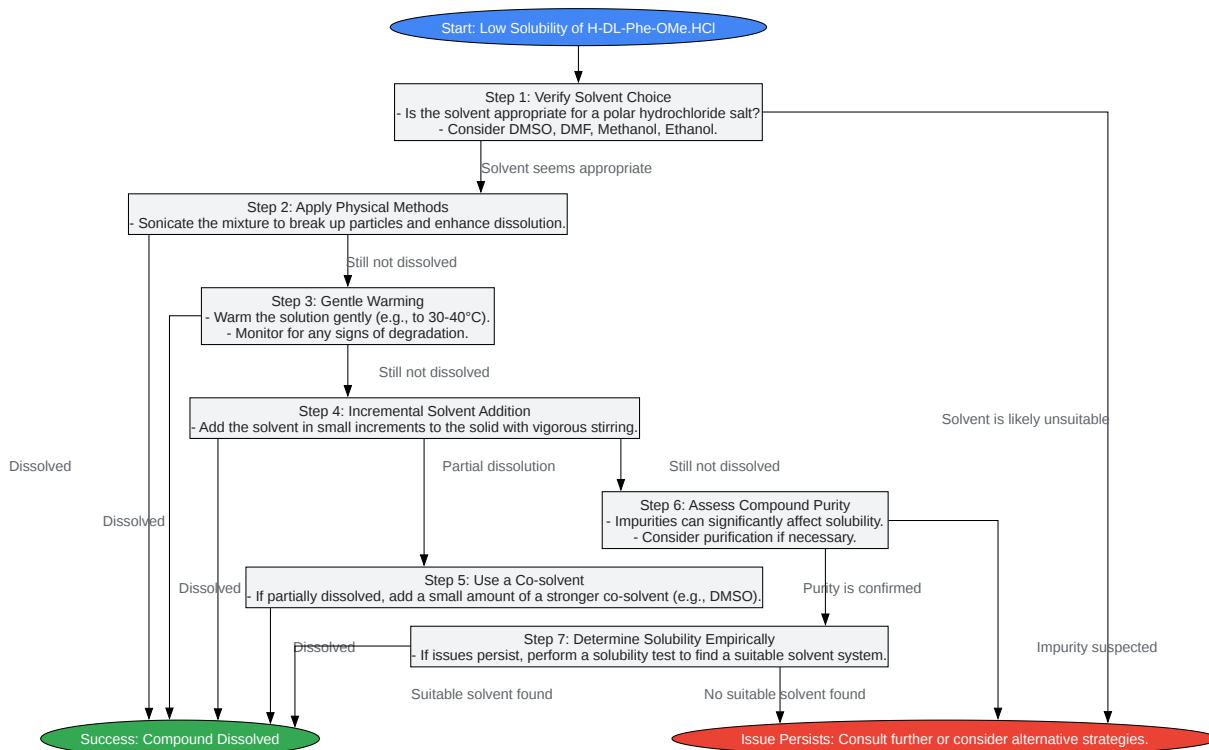 Start: Low Solubility of H-DL-Phe-OMe.HCl
Step 1: Verify Solvent Choice
- Is the solvent appropriate for a polar hydrochloride salt?
- Consider DMSO, DMF, Methanol, Ethanol.
Solvent seems appropriate
Step 2: Apply Physical Methods
- Sonicate the mixture to break up particles and enhance dissolution.
Still not dissolved
Step 3: Gentle Warming
- Warm the solution gently (e.g., to 30-40°C).
- Monitor for any signs of degradation.
Still not dissolved
Step 4: Incremental Solvent Addition
- Add the solvent in small increments to the solid with vigorous stirring.
Solvent is likely unsuitable
Dissolved
Partial dissolution
Still not dissolved
Step 6: Assess Compound Purity
- Impurities can significantly affect solubility.
- Consider purification if necessary.
Dissolved
Step 5: Use a Co-solvent
- If partially dissolved, add a small amount of a stronger co-solvent (e.g., DMSO).
Dissolved
Purity is confirmed
Step 7: Determine Solubility Empirically
- If issues persist, perform a solubility test to find a suitable solvent system.
Dissolved
Impurity suspected
Suitable solvent found
No suitable solvent found
Success: Compound Dissolved
Issue Persists: Consult further or consider alternative strategies.